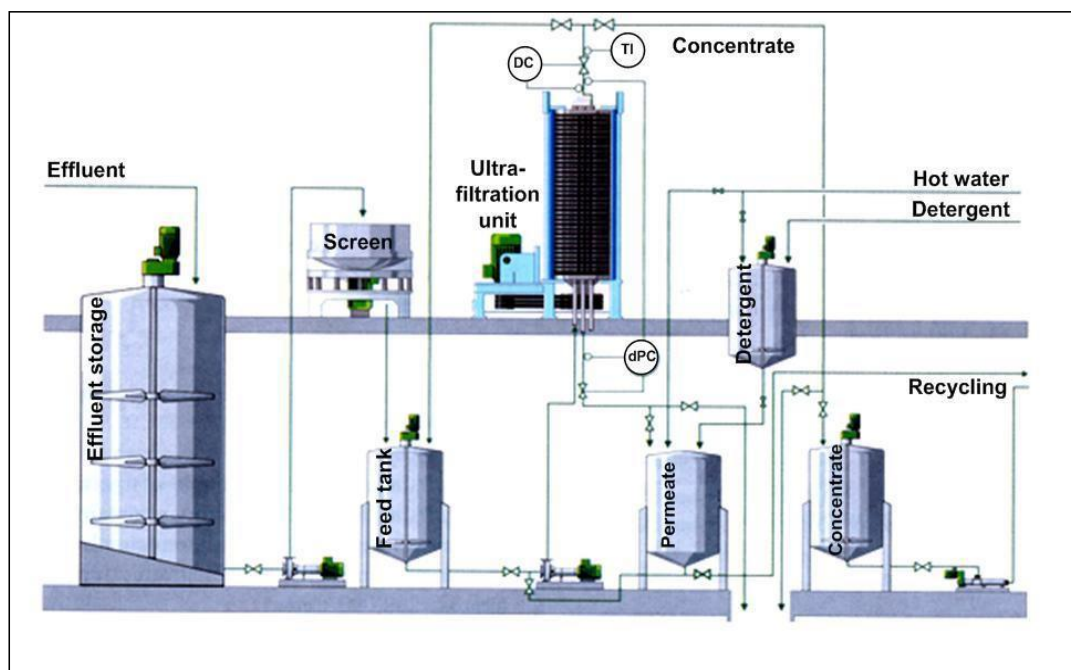 Concentrate
TI
DC
Effluent
Ultra-
filtration
unit
Hot water
Detergent
Screen
Detergent
Effluent storage
dPC
Recycling
Feed tank
Permeate
Concentrate